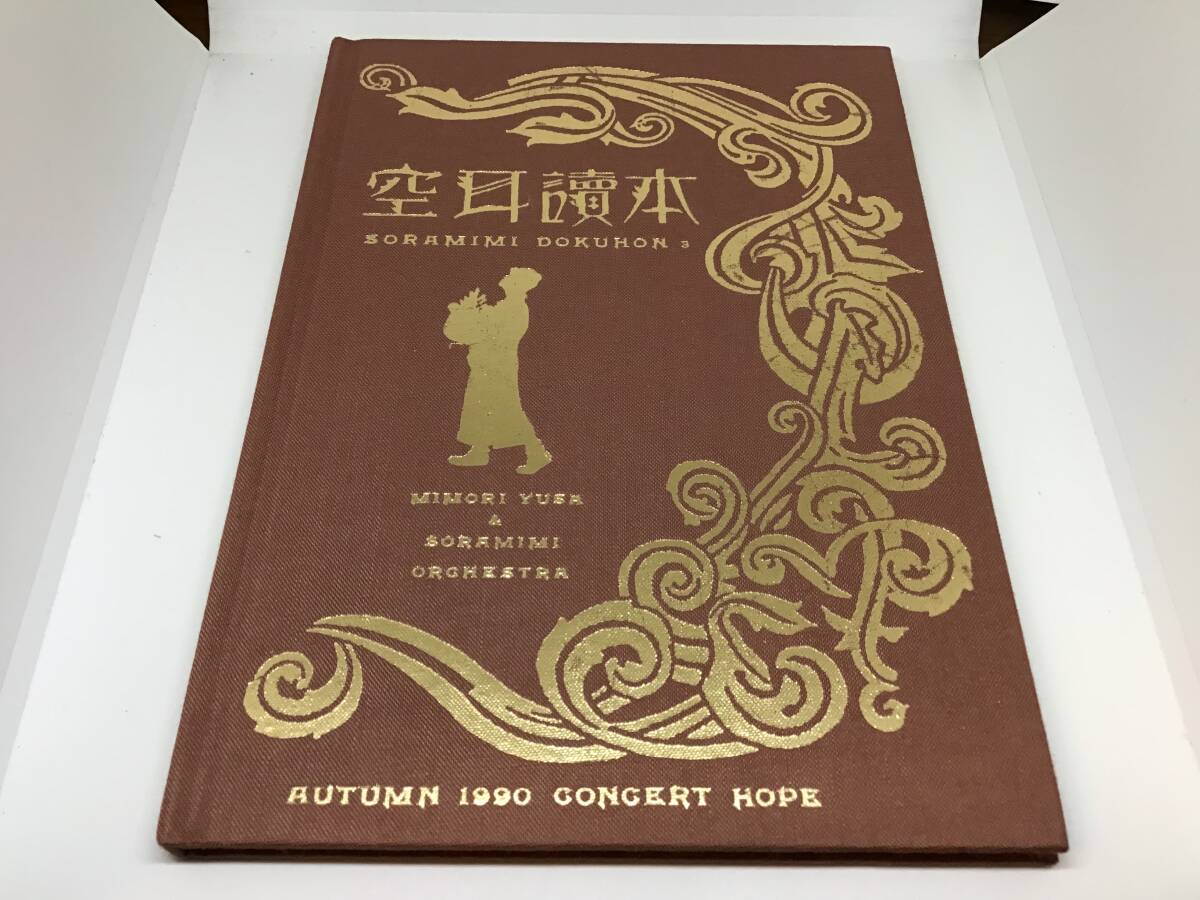 空耳讀本
SORAMIMI DOKUHON 3
MIMORI YUSA
&
SORAMIMI
ORCHESTRA
AUTUMN 1990 CONCERT HOPE